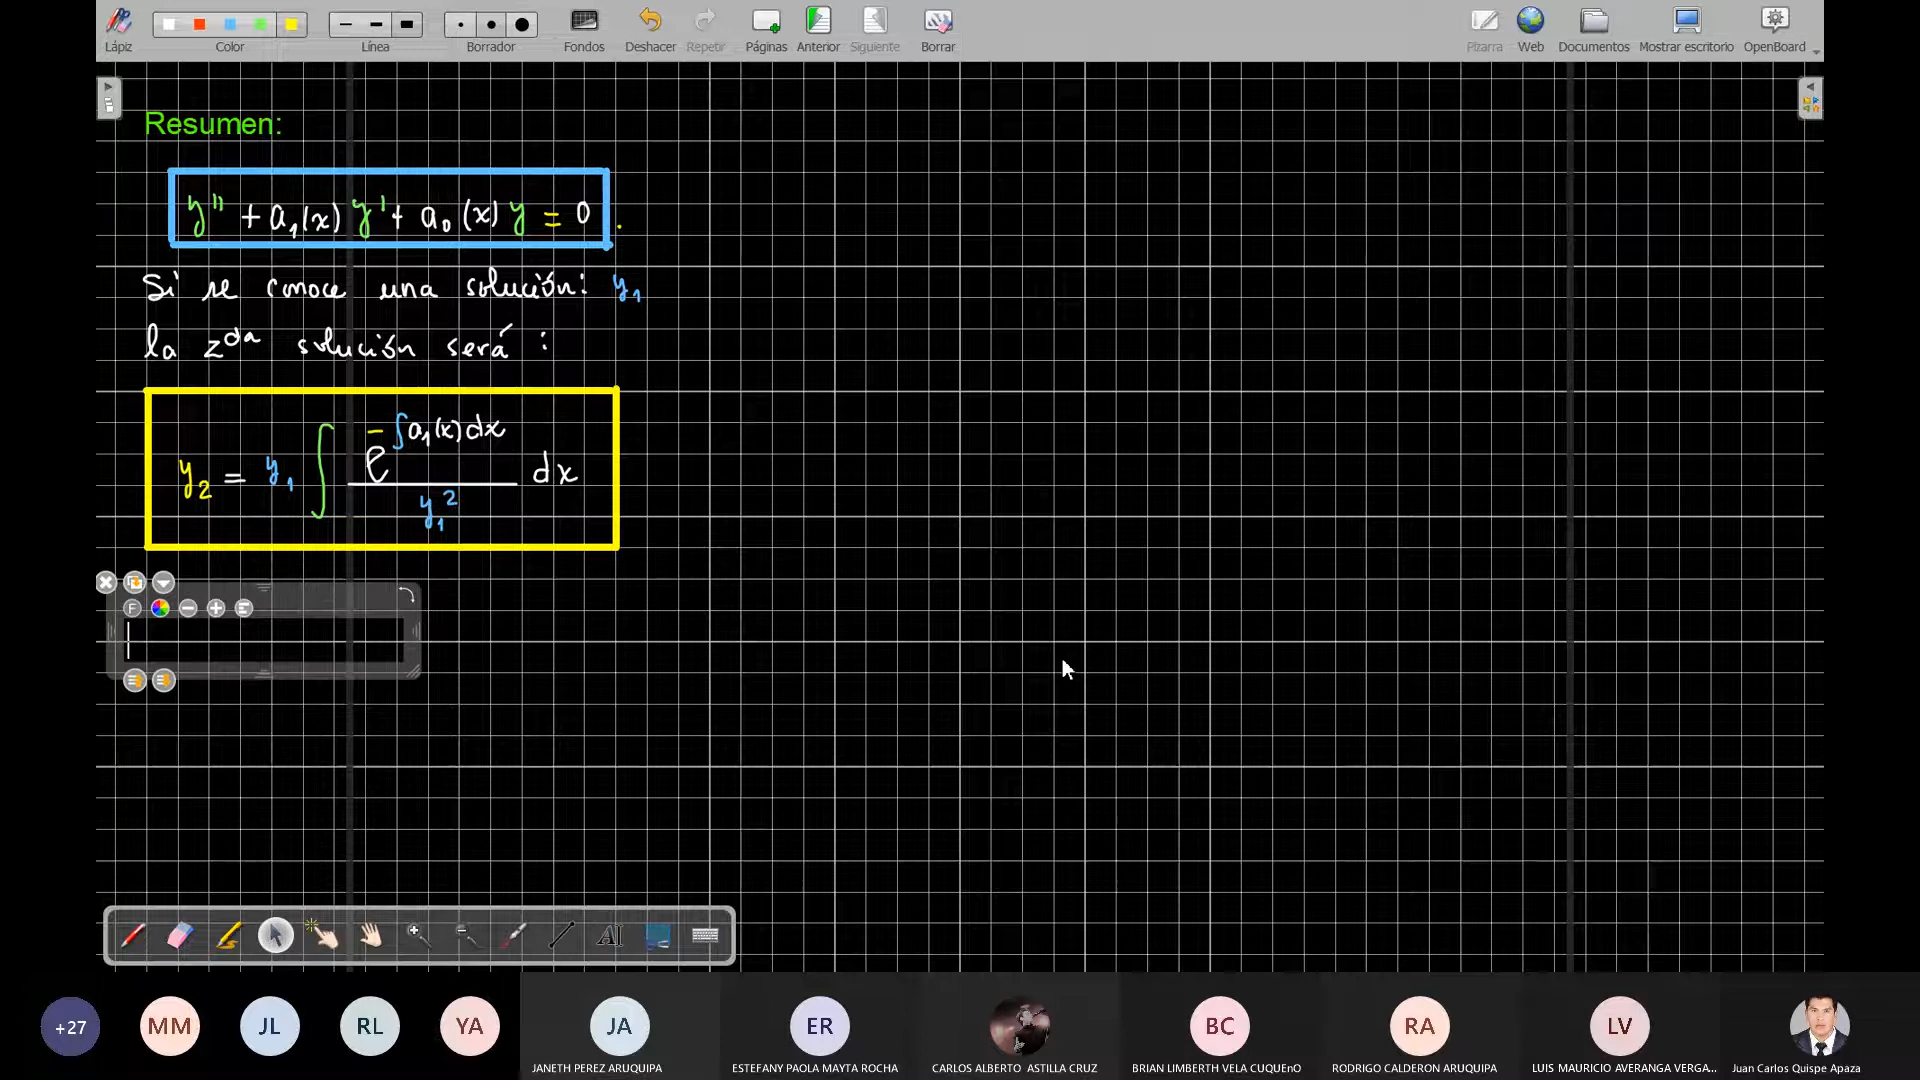 Lápiz Color Línea Borrador Fondos Deshacer Repetir Páginas Anterior Siguiente Borrar Pizarra Web Documentos Mostrar escritorio OpenBoard
Resumen:
y'' + a₁(x) y' + a₀(x) y = 0.
Si se conoce una solución: y₁
la 2da solución será :
y₂ = y₁ ∫ e^(-∫a₁(x)dx) / y₁² dx
F
AI
+27 MM JL RL YA JA ER BC RA LV
JANETH PEREZ ARUQUIPA ESTEFANY PAOLA MAYTA ROCHA CARLOS ALBERTO ASTILLA CRUZ BRIAN LIMBERTH VELA CUQUEnO RODRIGO CALDERON ARUQUIPA LUIS MAURICIO AVERANGA VERGA... Juan Carlos Quispe Apaza